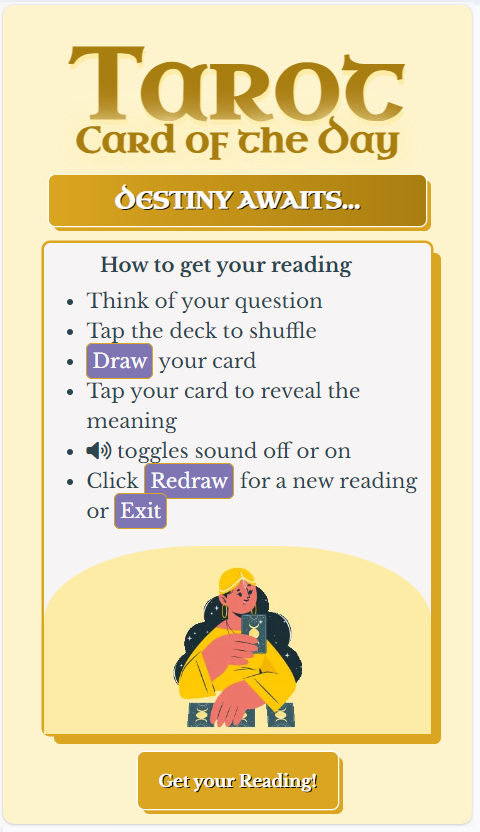 Tarot
Card of the Day
DESTINY AWAITS...
How to get your reading
Think of your question
Tap the deck to shuffle
Draw your card
Tap your card to reveal the
meaning
toggles sound off or on
Click Redraw for a new reading
or Exit
Get your Reading!